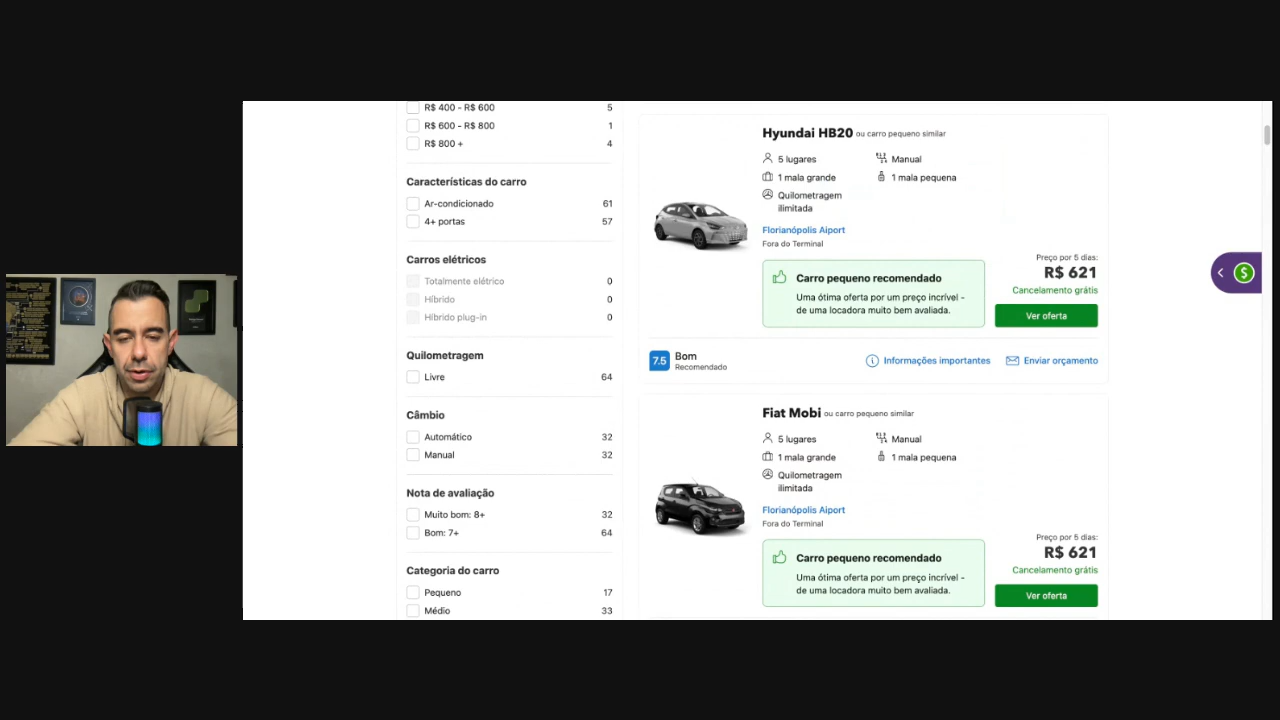 R$ 400 - R$ 600 5
R$ 600 - R$ 800 1
R$ 800 + 4
Características do carro
Ar-condicionado 61
4+ portas 57
Carros elétricos
Totalmente elétrico 0
Híbrido 0
Híbrido plug-in 0
Quilometragem
Livre 64
Câmbio
Automático 32
Manual 32
Nota de avaliação
Muito bom: 8+ 32
Bom: 7+ 64
Categoria do carro
Pequeno 17
Médio 33
Hyundai HB20 ou carro pequeno similar
5 lugares Manual
1 mala grande 1 mala pequena
Quilometragem
ilimitada
Florianópolis Aiport
Fora do Terminal
Carro pequeno recomendado
Uma ótima oferta por um preço incrível -
de uma locadora muito bem avaliada.
Preço por 5 dias:
R$ 621
Cancelamento grátis
Ver oferta
7.5 Bom
Recomendado
Informações importantes Enviar orçamento
Fiat Mobi ou carro pequeno similar
5 lugares Manual
1 mala grande 1 mala pequena
Quilometragem
ilimitada
Florianópolis Aiport
Fora do Terminal
Carro pequeno recomendado
Uma ótima oferta por um preço incrível -
de uma locadora muito bem avaliada.
Preço por 5 dias:
R$ 621
Cancelamento grátis
Ver oferta
$